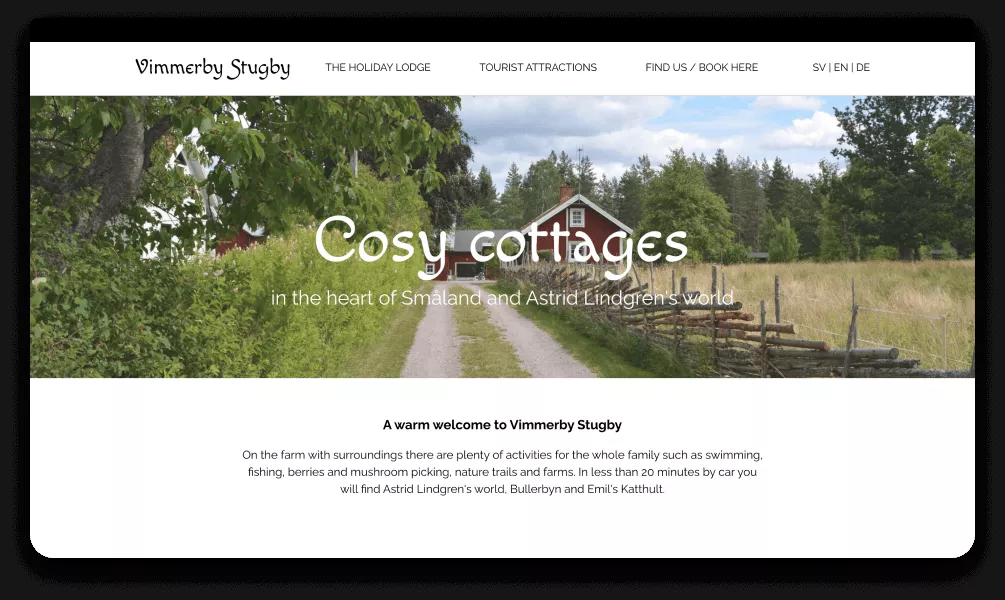 Vimmerby Stugby
THE HOLIDAY LODGE
TOURIST ATTRACTIONS
FIND US / BOOK HERE
SV | EN | DE
Cosy cottages
in the heart of Småland and Astrid Lindgren's world
A warm welcome to Vimmerby Stugby
On the farm with surroundings there are plenty of activities for the whole family such as swimming,
fishing, berries and mushroom picking, nature trails and farms. In less than 20 minutes by car you
will find Astrid Lindgren's world, Bullerbyn and Emil's Katthult.